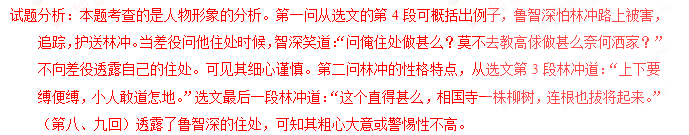 试题分析：本题考查的是人物形象的分析。第一问从选文的第 4 段可概括出例子，鲁智深怕林冲路上被害，
追踪，护送林冲。当差役问他住处时候，智深笑道：“问俺住处做甚么？莫不去教高俅做甚么奈何洒家？”
不向差役透露自己的住处。可见其细心谨慎。第二问林冲的性格特点，从选文第 3 段林冲道：“上下要
缚便缚，小人敢道怎地。”选文最后一段林冲道：“这个直得甚么，相国寺一株柳树，连根也拔将起来。”
（第八、九回）透露了鲁智深的住处，可知其粗心大意或警惕性不高。